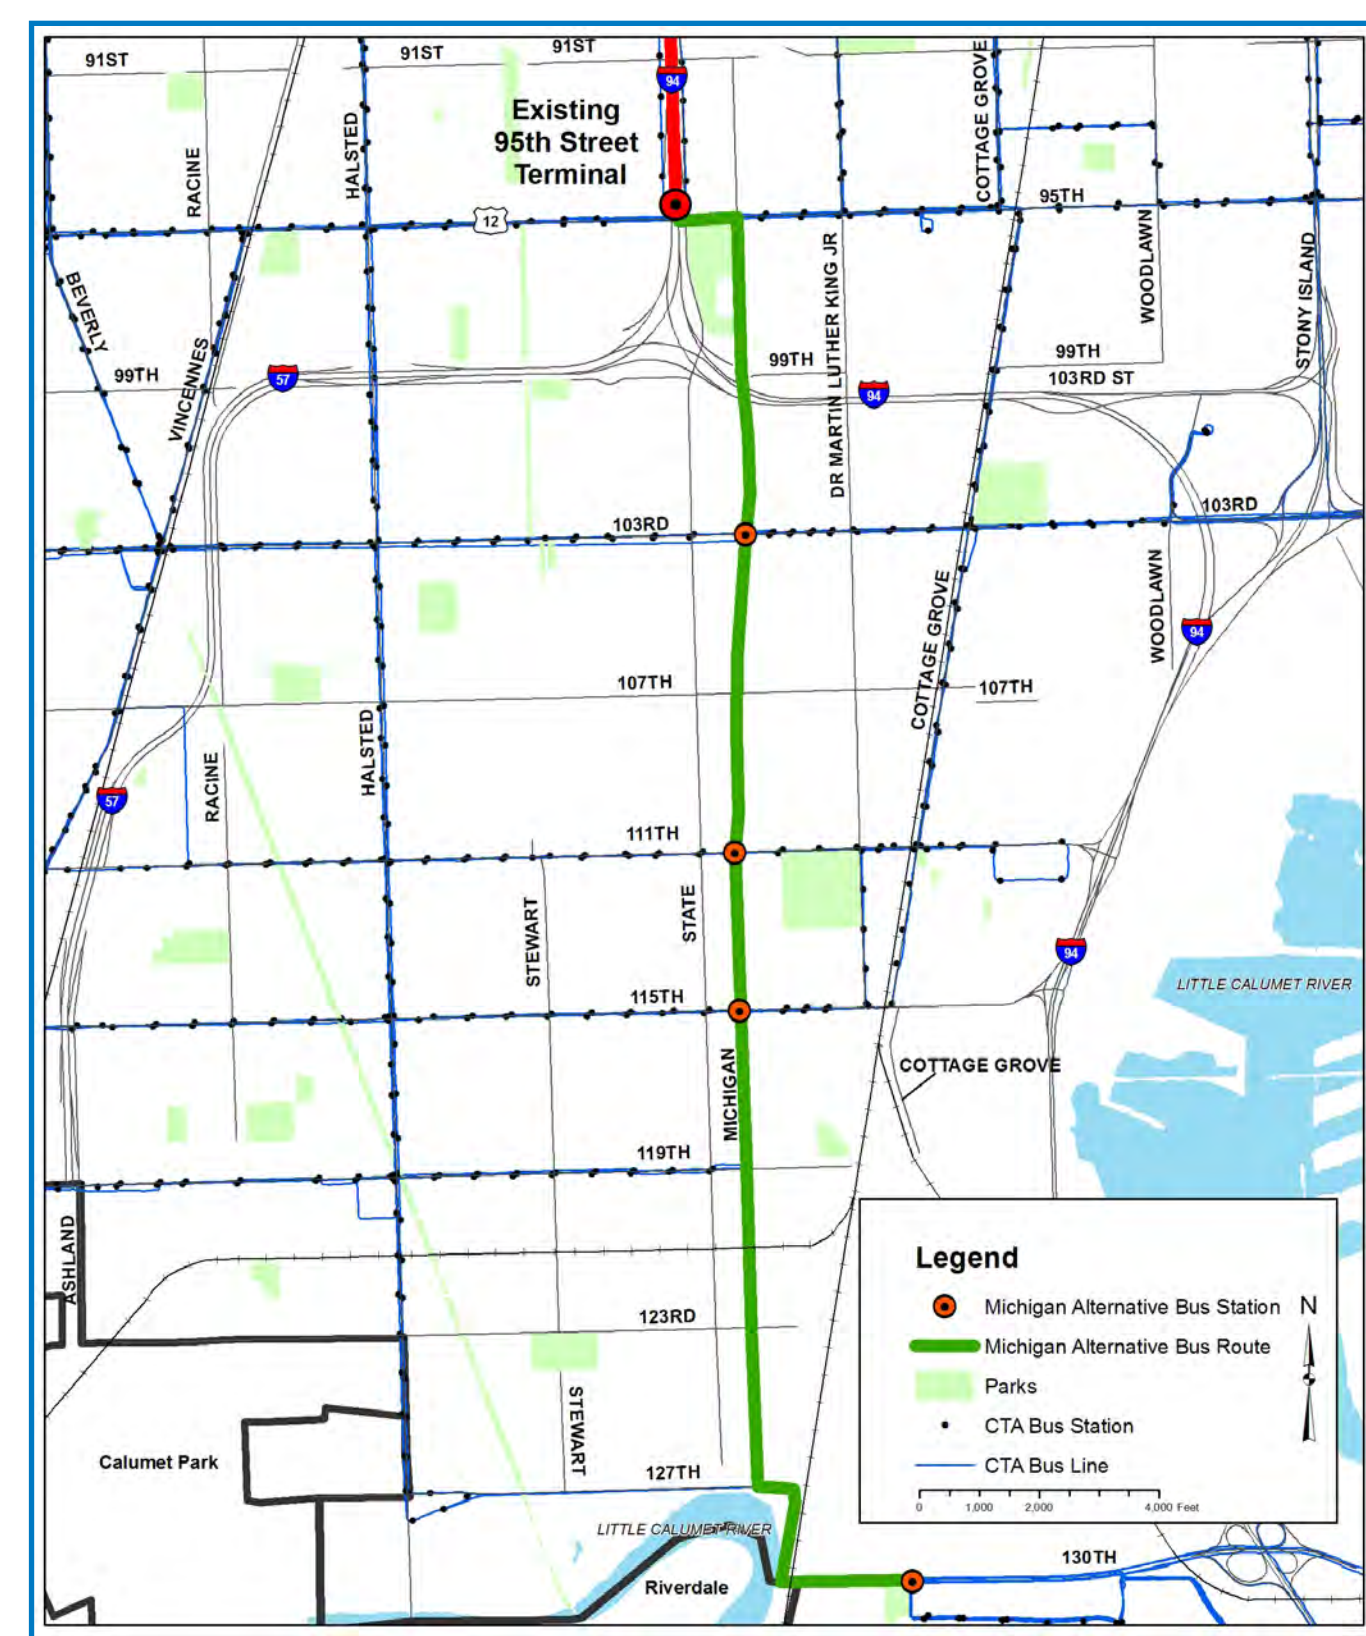 91ST
91ST
91ST
94
Existing
95th Street
Terminal
RACINE
HALSTED
COTTAGE GROVE
95TH
12
BEVERLY
VINCENNES
DR MARTIN LUTHER KING JR
WOODLAWN
STONY ISLAND
99TH
57
99TH
99TH
103RD ST
94
103RD
103RD
WOODLAWN
94
COTTAGE GROVE
107TH
107TH
HALSTED
RACINE
57
111TH
STATE
STEWART
94
LITTLE CALUMET RIVER
115TH
MICHIGAN
COTTAGE GROVE
119TH
ASHLAND
123RD
STEWART
Calumet Park
127TH
LITTLE CALUMET RIVER
130TH
Riverdale
Legend
Michigan Alternative Bus Station
N
Michigan Alternative Bus Route
Parks
CTA Bus Station
CTA Bus Line
0 1,000 2,000 4,000 Feet